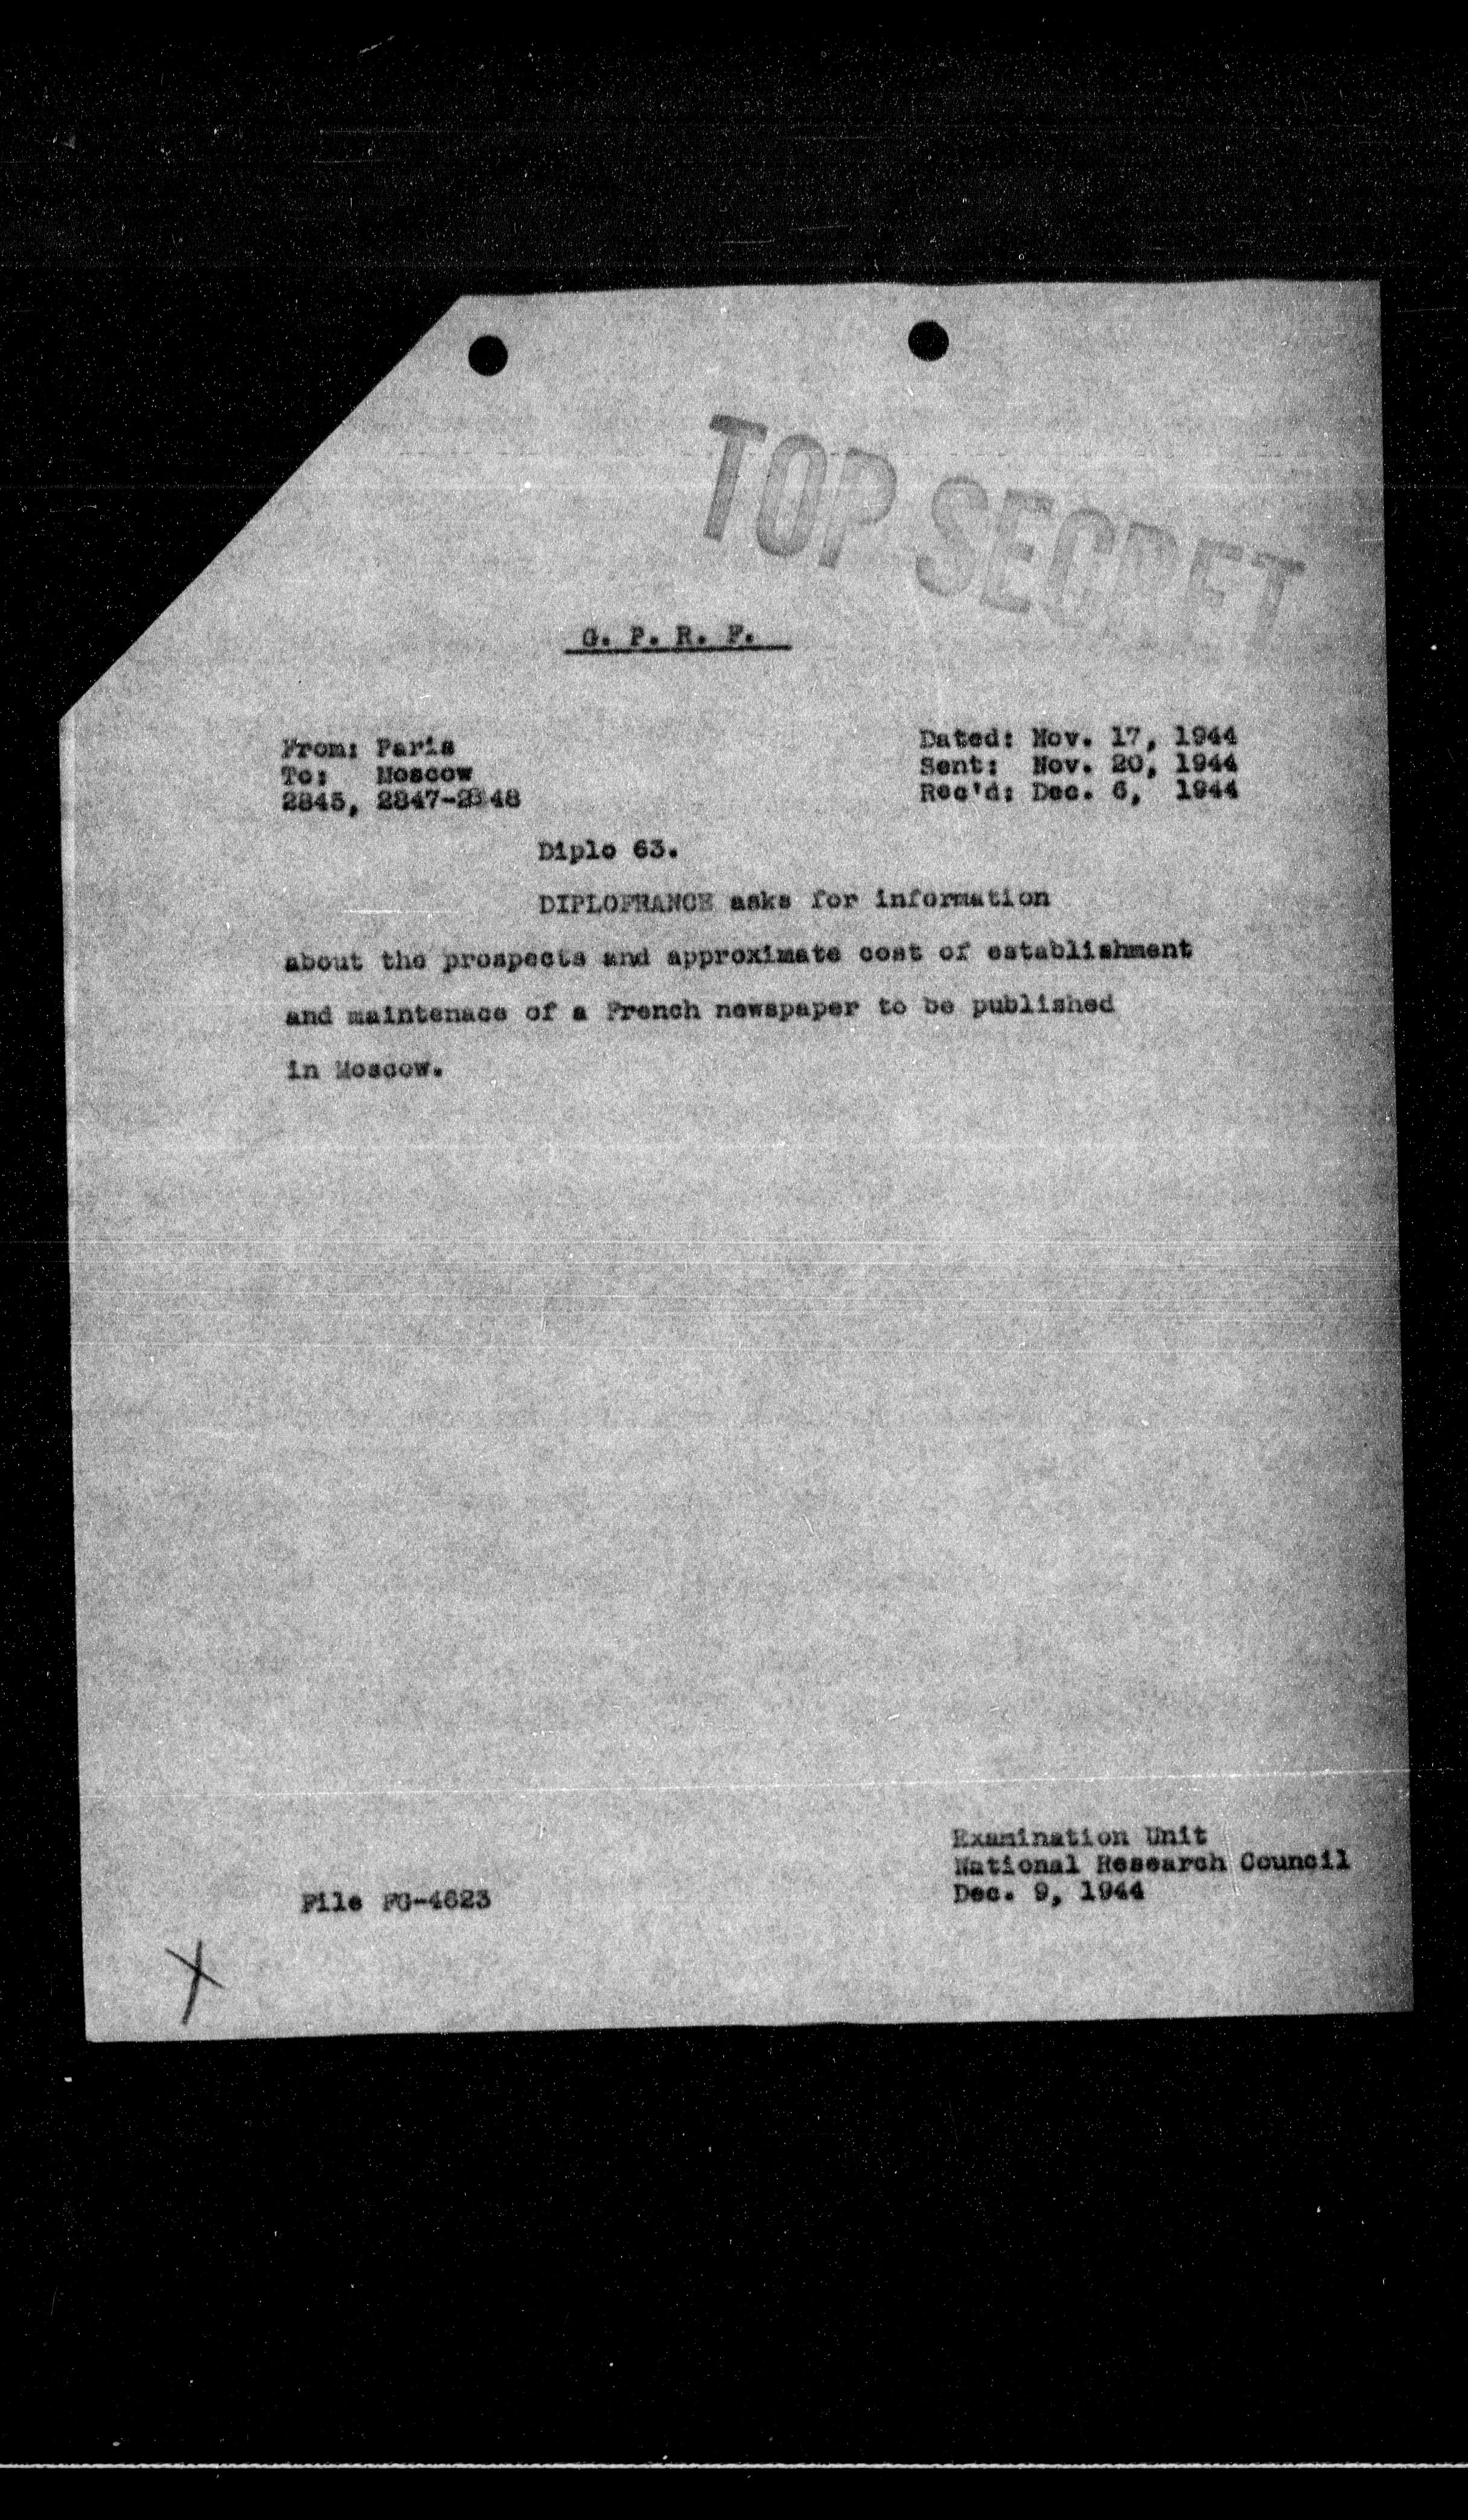 TOP SECRET
G. P. R. F.
From: Paris
To: Moscow
2845, 2847-2848
Dated: Nov. 17, 1944
Sent: Nov. 20, 1944
Rec'd: Dec. 6, 1944
Diplo 63.
DIPLOFRANCE asks for information
about the prospects and approximate cost of establishment
and maintenace of a French newspaper to be published
in Moscow.
Examination Unit
National Research Council
Dec. 9, 1944
File FG-4623
X